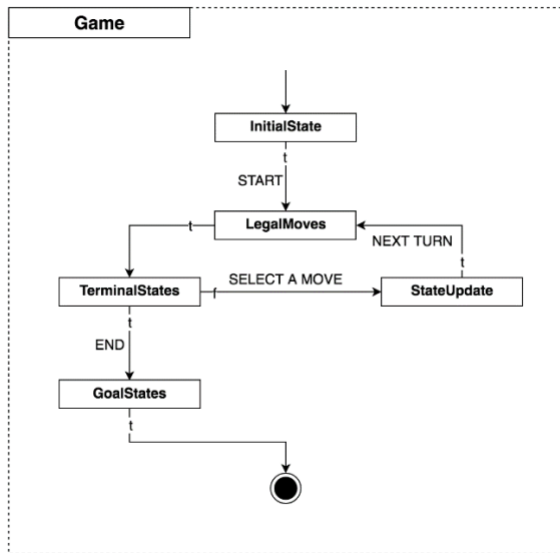 Game
InitialState
t
START
LegalMoves
t
NEXT TURN
t
TerminalStates
f
SELECT A MOVE
StateUpdate
t
END
GoalStates
t